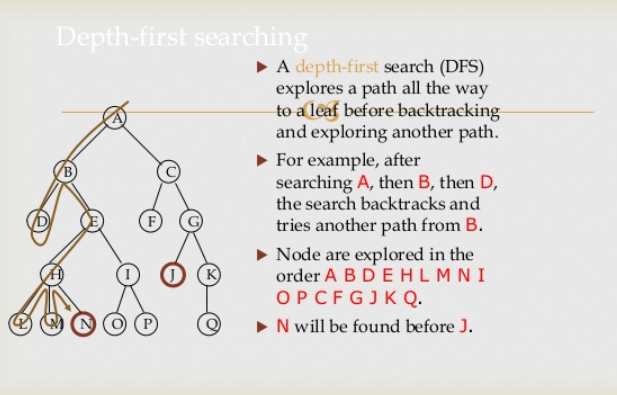 Depth-first searching
A depth-first search (DFS)
explores a path all the way
to a leaf before backtracking
and exploring another path.
For example, after
searching A, then B, then D,
the search backtracks and
tries another path from B.
Node are explored in the
order A B D E H L M N I
O P C F G J K Q.
N will be found before J.
A
B C
D E F G
H I J K
L M N O P Q